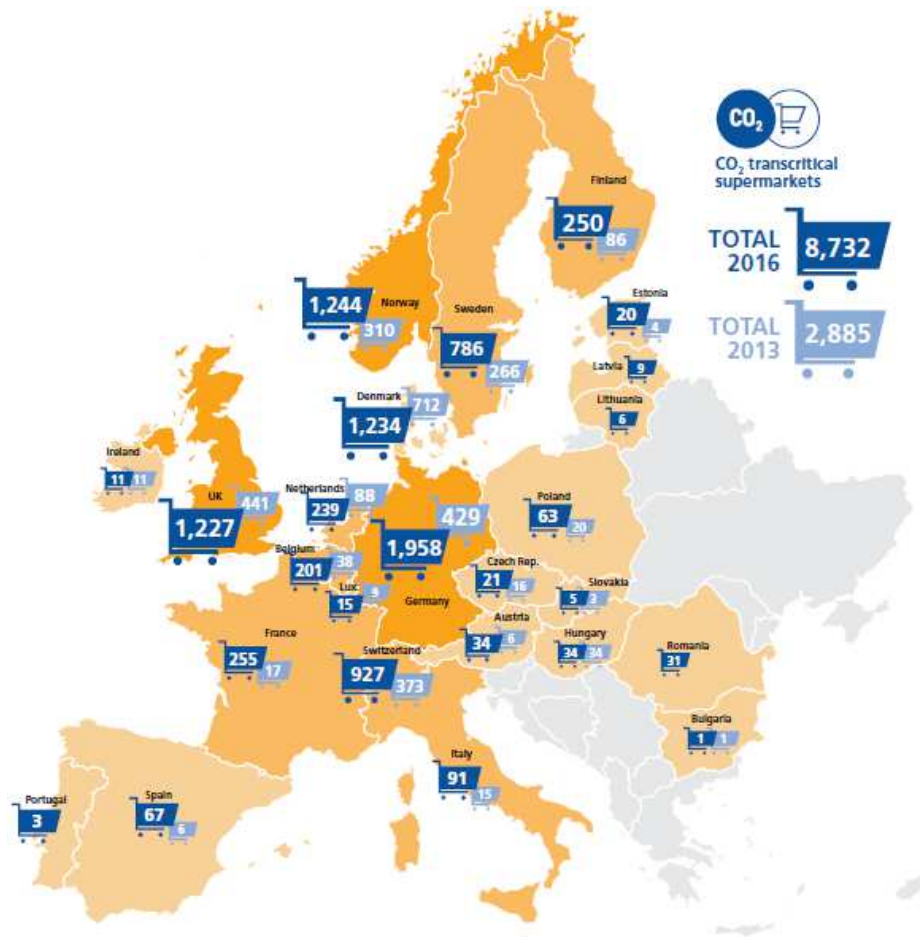 CO₂
CO₂ transcritical
supermarkets
TOTAL
2016
8,732
TOTAL
2013
2,885
Finland
250
86
1,244
Norway
310
Sweden
786
266
Estonia
20
4
Latvia
9
Lithuania
6
Denmark
712
1,234
Ireland
11 11
UK
441
1,227
Netherlands
88
239
429
1,958
Germany
Poland
63
20
Belgium
38
201
Lux.
9
15
Czech Rep.
21
16
Slovakia
5 3
Austria
6
34
Hungary
34 34
France
255
17
Switzerland
927
373
Romania
31
Bulgaria
1 1
Italy
91
15
Portugal
3
Spain
67
6